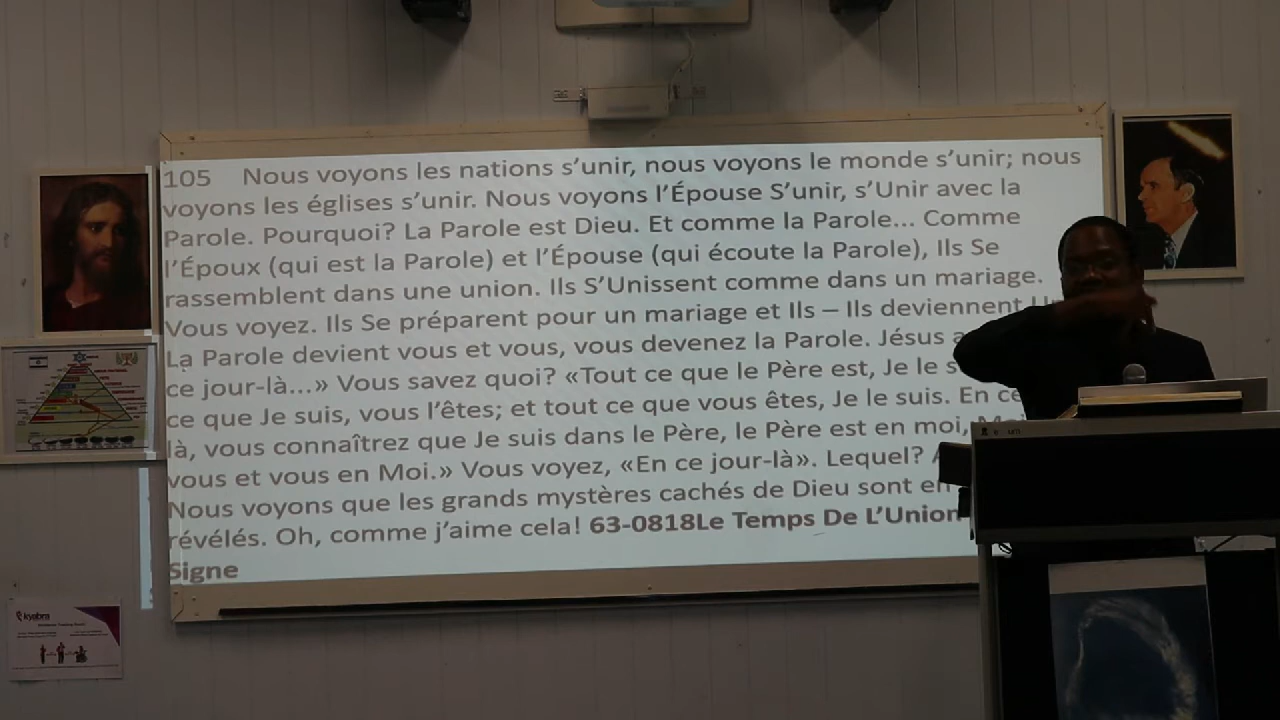 105 Nous voyons les nations s’unir, nous voyons le monde s’unir; nous
voyons les églises s’unir. Nous voyons l’Épouse S’unir, s’Unir avec la
Parole. Pourquoi? La Parole est Dieu. Et comme la Parole... Comme
l’Époux (qui est la Parole) et l’Épouse (qui écoute la Parole), Ils Se
rassemblent dans une union. Ils S’Unissent comme dans un mariage.
Vous voyez. Ils Se préparent pour un mariage et Ils – Ils deviennent
La Parole devient vous et vous, vous devenez la Parole. Jésus
ce jour-là...» Vous savez quoi? «Tout ce que le Père est, Je le
ce que Je suis, vous l’êtes; et tout ce que vous êtes, Je le suis. En ce
là, vous connaîtrez que Je suis dans le Père, le Père est en moi,
vous et vous en Moi.» Vous voyez, «En ce jour-là». Lequel?
Nous voyons que les grands mystères cachés de Dieu sont en
révélés. Oh, comme j’aime cela! 63-0818Le Temps De L’Union
Signe
kyabra